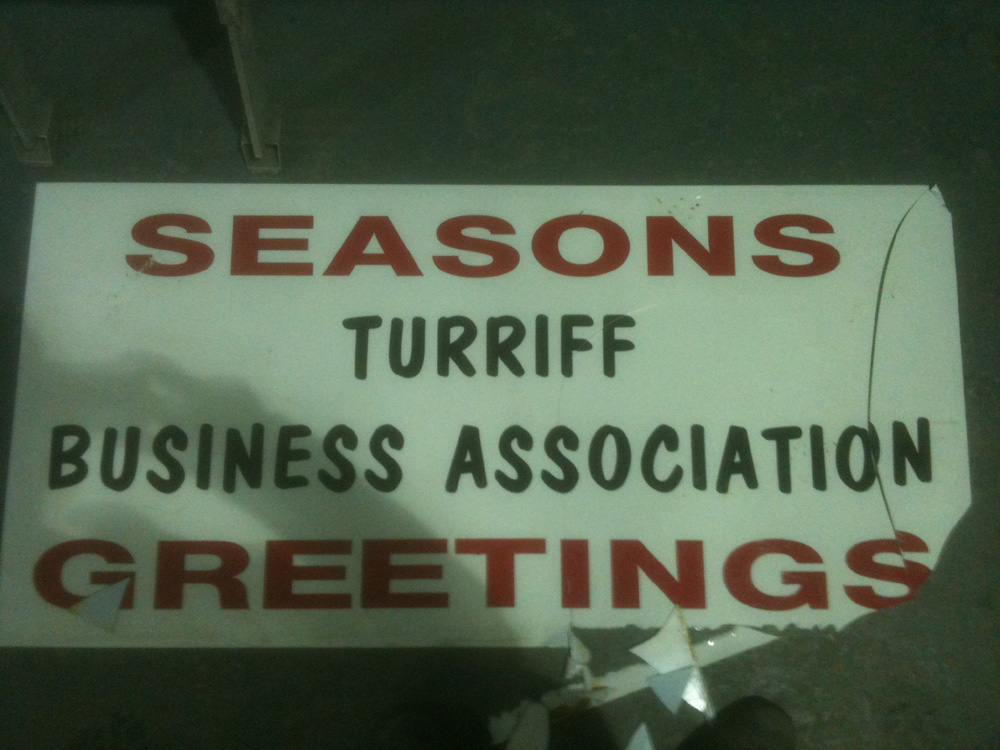 SEASONS
TURRIFF
BUSINESS ASSOCIATION
GREETINGS